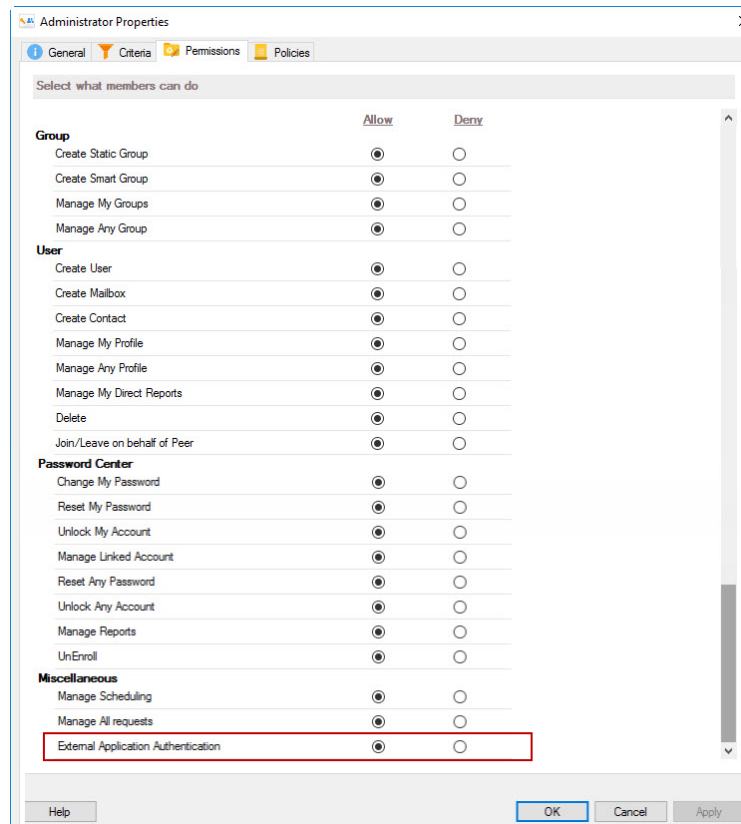 Administrator Properties
General Criteria Permissions Policies
Select what members can do
Allow Deny
Group
Create Static Group
Create Smart Group
Manage My Groups
Manage Any Group
User
Create User
Create Mailbox
Create Contact
Manage My Profile
Manage Any Profile
Manage My Direct Reports
Delete
Join/Leave on behalf of Peer
Password Center
Change My Password
Reset My Password
Unlock My Account
Manage Linked Account
Reset Any Password
Unlock Any Account
Manage Reports
UnEnroll
Miscellaneous
Manage Scheduling
Manage All requests
External Application Authentication
Help OK Cancel Apply